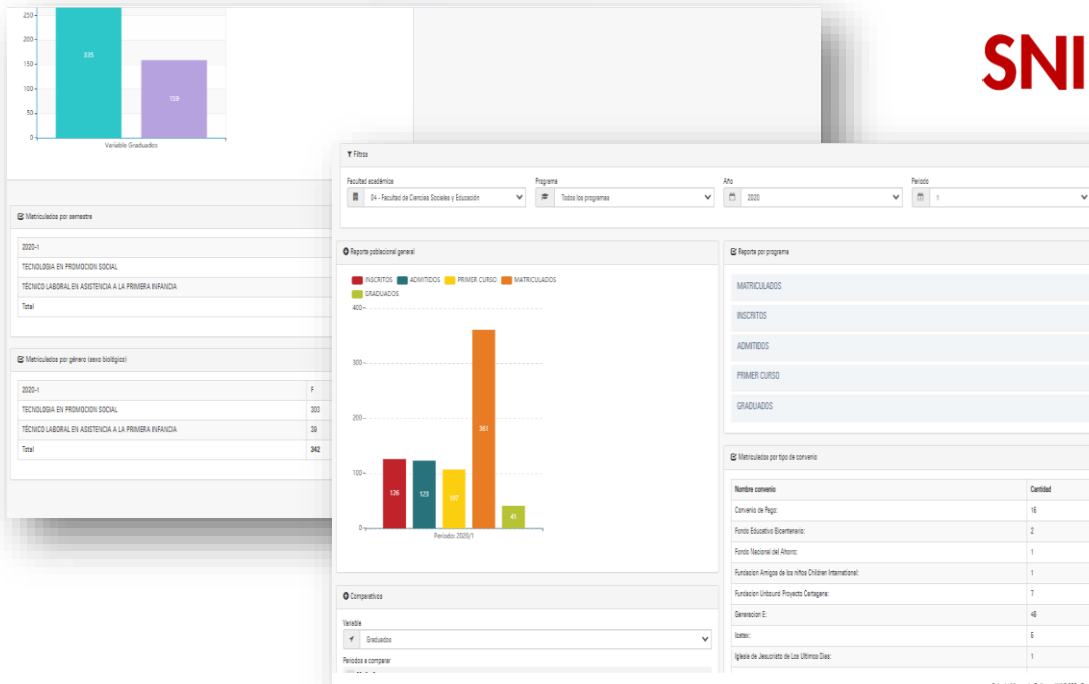 SNI
250
200
150
100
50
0
335
159
Variable Graduados
Matriculados por semestre
2020-1
TECNOLOGIA EN PROMOCION SOCIAL
TÉCNICO LABORAL EN ASISTENCIA A LA PRIMERA INFANCIA
Total
Matriculados por género (sexo biológico)
2020-1 F
TECNOLOGIA EN PROMOCION SOCIAL 303
TÉCNICO LABORAL EN ASISTENCIA A LA PRIMERA INFANCIA 39
Total 342
Filtros
Facultad académica Programa Año Periodo
04 - Facultad de Ciencias Sociales y Educación Todos los programas 2020 1
Reporte poblacional general
INSCRITOS ADMITIDOS PRIMER CURSO MATRICULADOS
GRADUADOS
400
300
200
100
0
126
123
107
361
41
Periodo: 2020/1
Comparativos
Variable
Graduados
Periodos a comparar
Reporte por programa
MATRICULADOS
INSCRITOS
ADMITIDOS
PRIMER CURSO
GRADUADOS
Matriculados por tipo de convenio
Nombre convenio Cantidad
Convenio de Pago: 16
Fondo Educativo Bicentenario: 2
Fondo Nacional del Ahorro: 1
Fundacion Amigos de los niños Children International: 1
Fundacion Unbound Proyecto Cartagena: 7
Generacion E: 48
Icetex: 5
Iglesia de Jesucristo de Los Ultimos Dias: 1